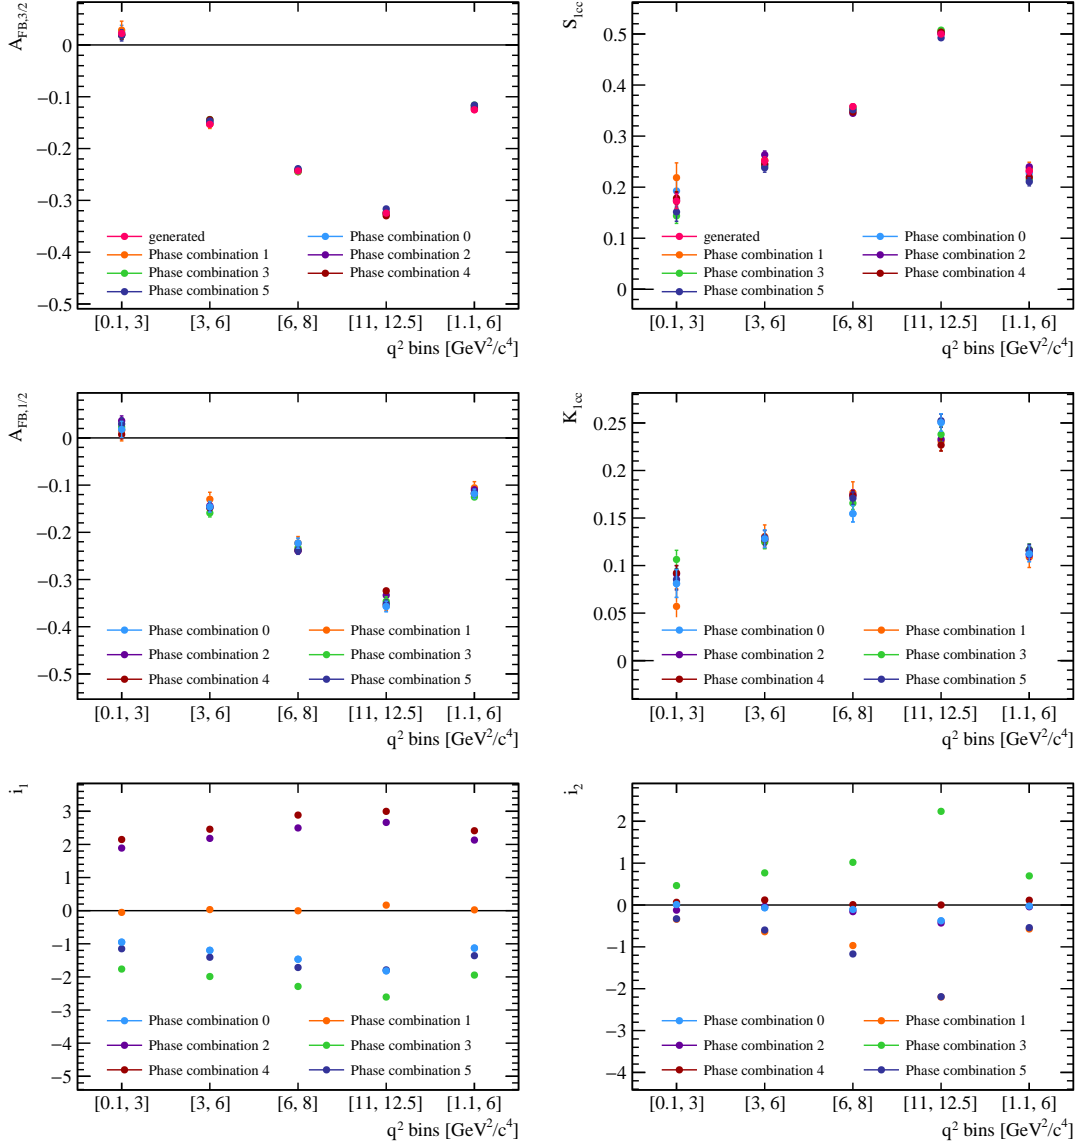 A_FB,3/2
0
−0.1
−0.2
−0.3
−0.4
−0.5
generated
Phase combination 0
Phase combination 1
Phase combination 2
Phase combination 3
Phase combination 4
Phase combination 5
[0.1, 3]
[3, 6]
[6, 8]
[11, 12.5]
[1.1, 6]
q² bins [GeV²/c⁴]
S_1cc
0.5
0.4
0.3
0.2
0.1
0
generated
Phase combination 0
Phase combination 1
Phase combination 2
Phase combination 3
Phase combination 4
Phase combination 5
[0.1, 3]
[3, 6]
[6, 8]
[11, 12.5]
[1.1, 6]
q² bins [GeV²/c⁴]
A_FB,1/2
0
−0.1
−0.2
−0.3
−0.4
−0.5
Phase combination 0
Phase combination 1
Phase combination 2
Phase combination 3
Phase combination 4
Phase combination 5
[0.1, 3]
[3, 6]
[6, 8]
[11, 12.5]
[1.1, 6]
q² bins [GeV²/c⁴]
K_1cc
0.25
0.2
0.15
0.1
0.05
0
Phase combination 0
Phase combination 1
Phase combination 2
Phase combination 3
Phase combination 4
Phase combination 5
[0.1, 3]
[3, 6]
[6, 8]
[11, 12.5]
[1.1, 6]
q² bins [GeV²/c⁴]
i_1
3
2
1
0
−1
−2
−3
−4
−5
Phase combination 0
Phase combination 1
Phase combination 2
Phase combination 3
Phase combination 4
Phase combination 5
[0.1, 3]
[3, 6]
[6, 8]
[11, 12.5]
[1.1, 6]
q² bins [GeV²/c⁴]
i_2
2
1
0
−1
−2
−3
−4
Phase combination 0
Phase combination 1
Phase combination 2
Phase combination 3
Phase combination 4
Phase combination 5
[0.1, 3]
[3, 6]
[6, 8]
[11, 12.5]
[1.1, 6]
q² bins [GeV²/c⁴]